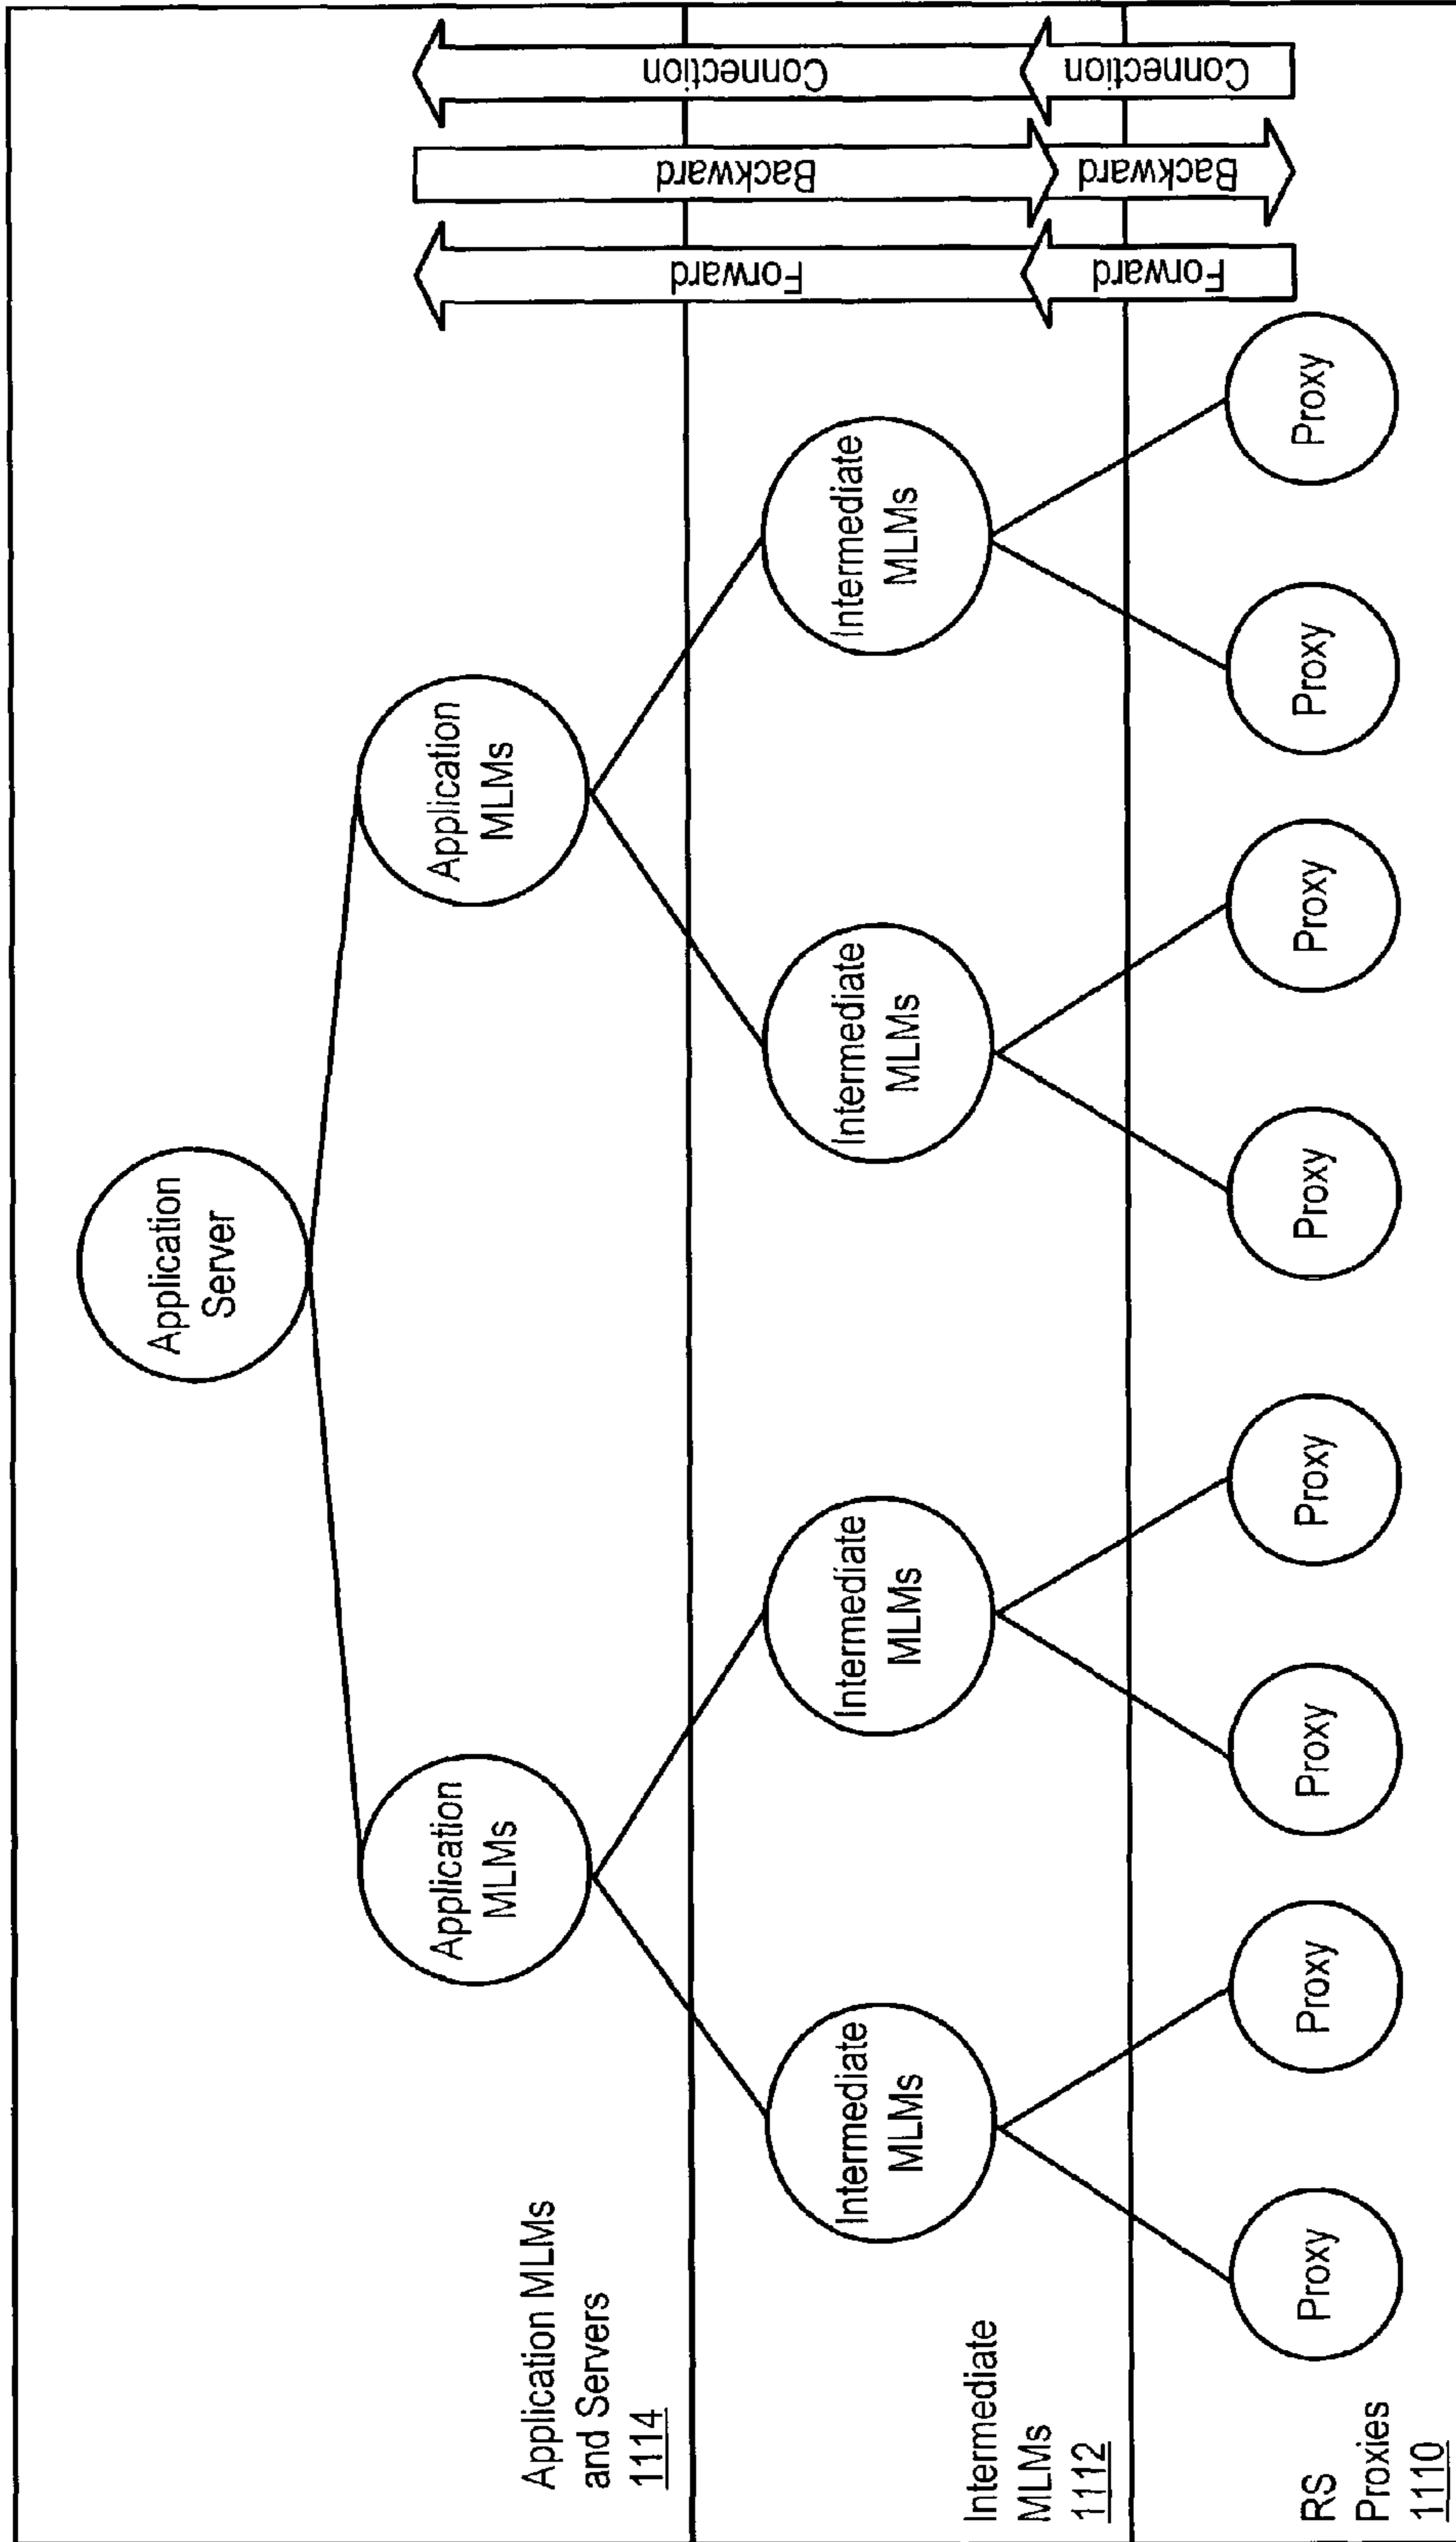 Application
Server
Application
MLMs
Application
MLMs
Application MLMs
and Servers
1114
Intermediate
MLMs
Intermediate
MLMs
Intermediate
MLMs
Intermediate
MLMs
Intermediate
MLMs
1112
Proxy
Proxy
Proxy
Proxy
Proxy
Proxy
Proxy
Proxy
RS
Proxies
1110
Forward
Backward
Connection
Forward
Backward
Connection